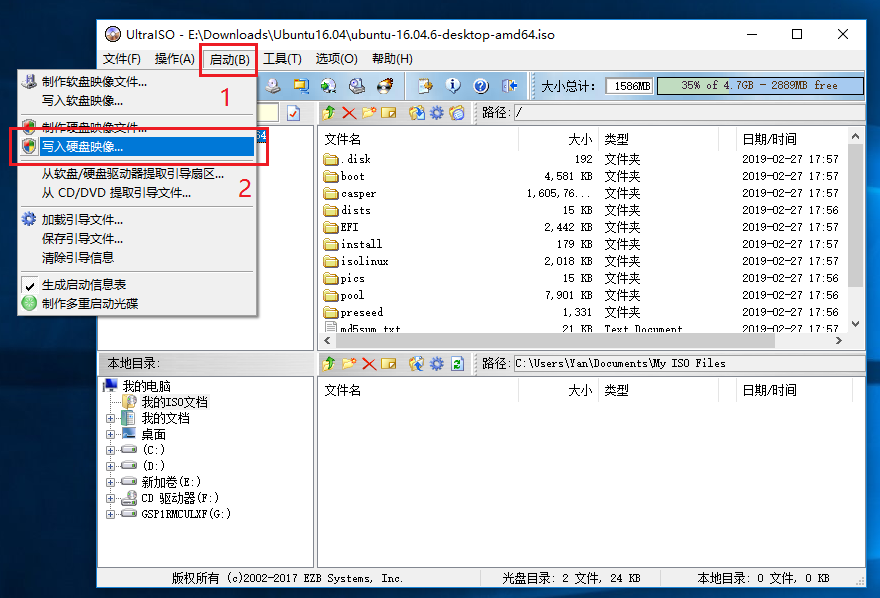 UltraISO - E:\Downloads\Ubuntu16.04\ubuntu-16.04.6-desktop-amd64.iso
文件(F) 操作(A) 启动(B) 工具(T) 选项(O) 帮助(H)
制作软盘映像文件...
写入软盘映像...
1
制作硬盘映像文件...
写入硬盘映像...
从软盘/硬盘驱动器提取引导扇区...
从 CD/DVD 提取引导文件...
2
加载引导文件...
保存引导文件...
清除引导信息
生成启动信息表
制作多重启动光碟
大小总计: 1586MB 35% of 4.7GB - 2889MB free
路径: /
64
文件名 大小 类型 日期/时间
.disk 192 文件夹 2019-02-27 17:57
boot 4,581 KB 文件夹 2019-02-27 17:57
casper 1,605,76... 文件夹 2019-02-27 17:57
dists 15 KB 文件夹 2019-02-27 17:56
EFI 2,442 KB 文件夹 2019-02-27 17:57
install 179 KB 文件夹 2019-02-27 17:57
isolinux 2,018 KB 文件夹 2019-02-27 17:57
pics 15 KB 文件夹 2019-02-27 17:56
pool 7,901 KB 文件夹 2019-02-27 17:56
preseed 1,331 文件夹 2019-02-27 17:56
md5sum.txt 21 KB Text Document 2019-02-27 17:57
本地目录: 路径: C:\Users\Yan\Documents\My ISO Files
我的电脑
我的ISO文档
我的文档
桌面
(C:)
(D:)
新加卷(E:)
CD 驱动器(F:)
GSP1RMCULXF(G:)
文件名 大小 类型 日期/时间
版权所有 (c)2002-2017 EZB Systems, Inc. 光盘目录: 2 文件, 24 KB 本地目录: 0 文件, 0 KB